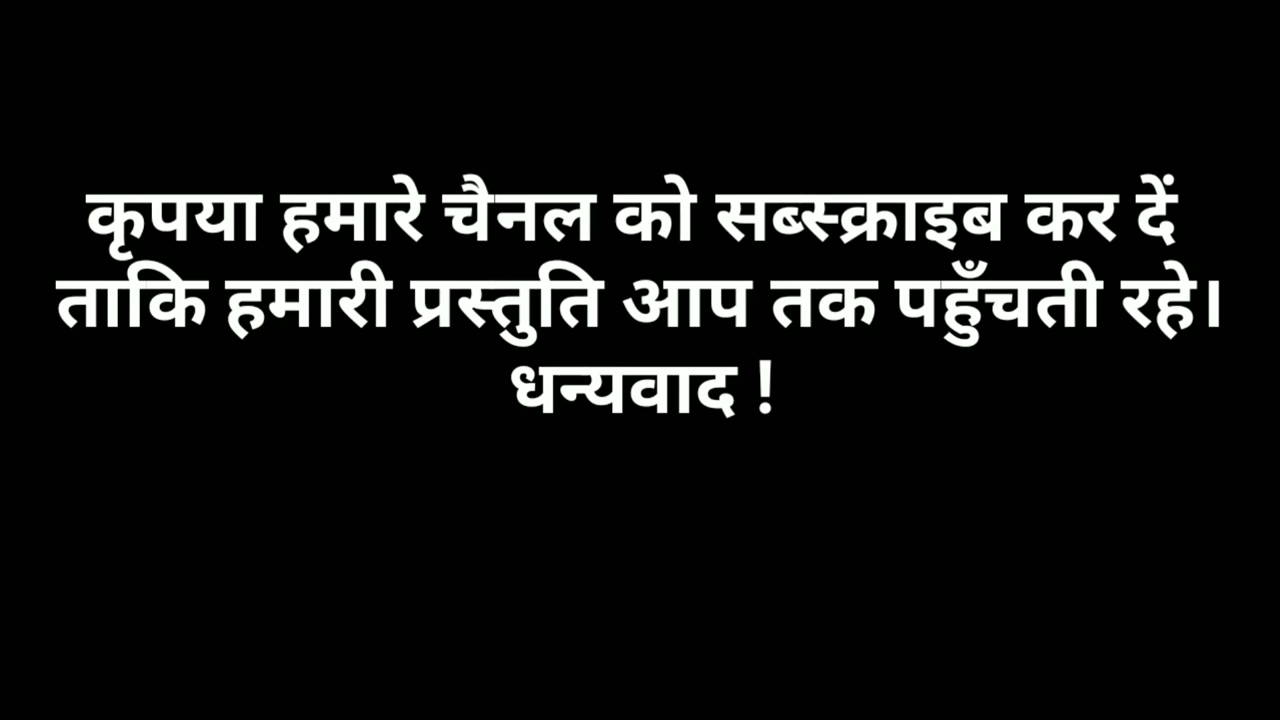 कृपया हमारे चैनल को सब्स्क्राइब कर दें
ताकि हमारी प्रस्तुति आप तक पहुँचती रहे।
धन्यवाद !